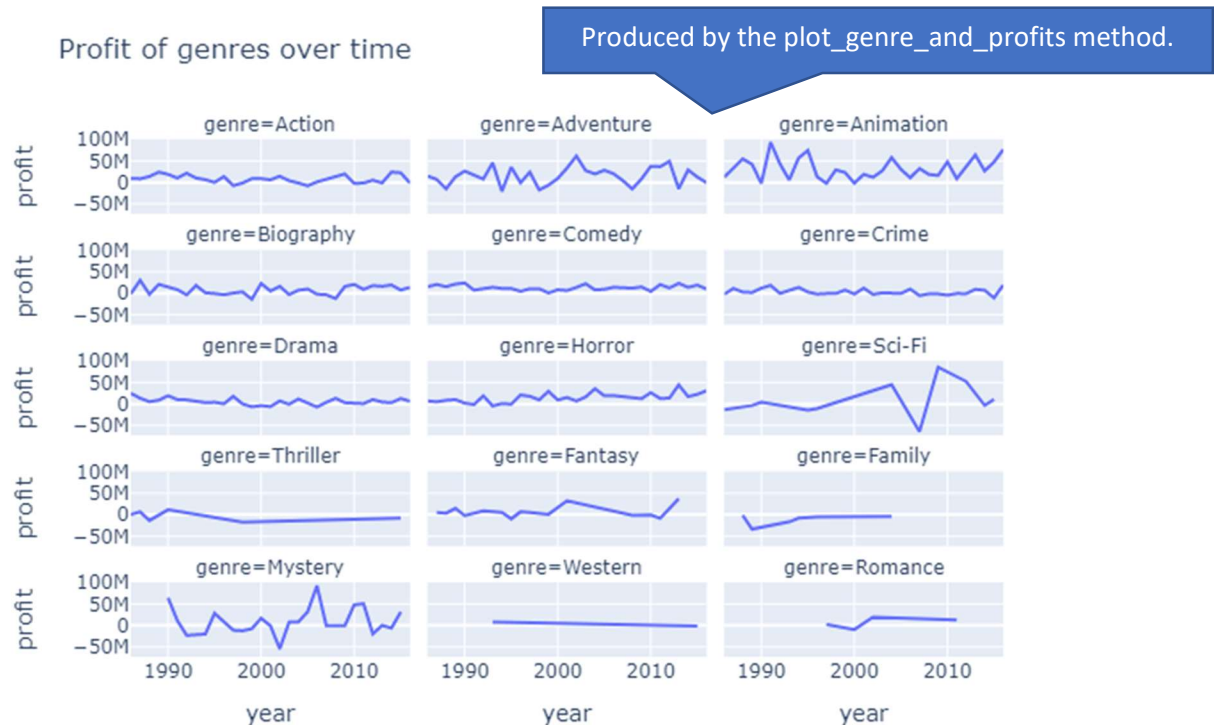 Produced by the plot_genre_and_profits method.
Profit of genres over time
genre=Action genre=Adventure genre=Animation
profit
100M
50M
0
−50M
genre=Biography genre=Comedy genre=Crime
profit
100M
50M
0
−50M
genre=Drama genre=Horror genre=Sci-Fi
profit
100M
50M
0
−50M
genre=Thriller genre=Fantasy genre=Family
profit
100M
50M
0
−50M
genre=Mystery genre=Western genre=Romance
profit
100M
50M
0
−50M
1990 2000 2010 1990 2000 2010 1990 2000 2010
year year year